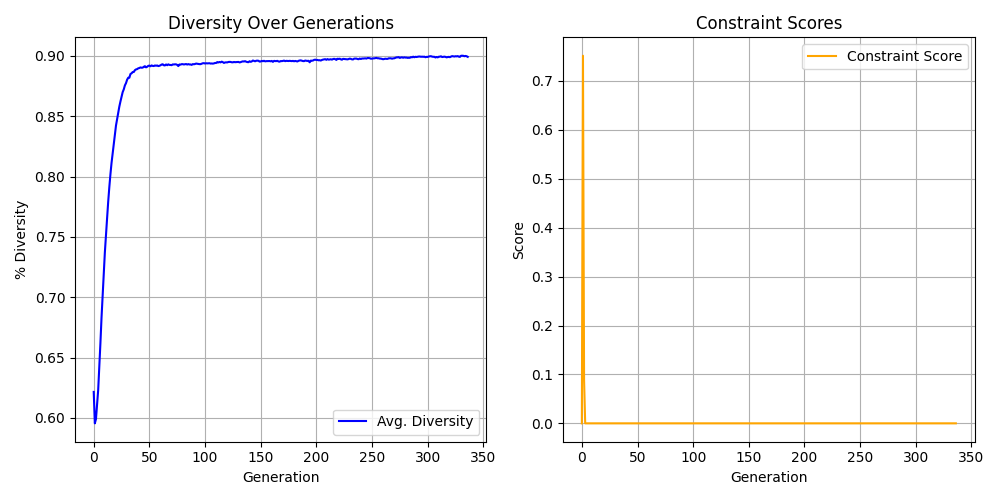 Diversity Over Generations
% Diversity
0.90
0.85
0.80
0.75
0.70
0.65
0.60
0 50 100 150 200 250 300 350
Generation
Avg. Diversity
Constraint Scores
Score
0.7
0.6
0.5
0.4
0.3
0.2
0.1
0.0
0 50 100 150 200 250 300 350
Generation
Constraint Score